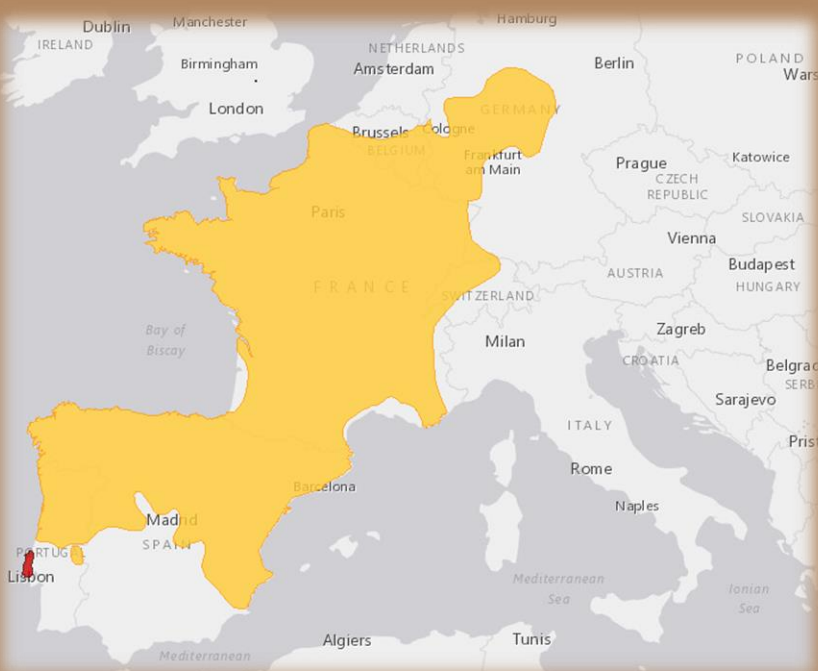 Hamburg
Manchester
Dublin
IRELAND
NETHERLANDS
POLAND
Birmingham
Amsterdam
Berlin
Wars
London
GERMANY
Brussels
Cologne
BELGIUM
Frankfurt
am Main
Prague
Katowice
CZECH
REPUBLIC
Paris
SLOVAKIA
Vienna
Budapest
AUSTRIA
HUNGARY
FRANCE
SWITZERLAND
Bay of
Biscay
Milan
Zagreb
CROATIA
Belgrad
SERB
Sarajevo
ITALY
Prist
Rome
Barcelona
Naples
Madrid
SPAIN
PORTUGAL
Lisbon
Mediterranean
Sea
Ionian
Sea
Algiers
Tunis
Mediterranean